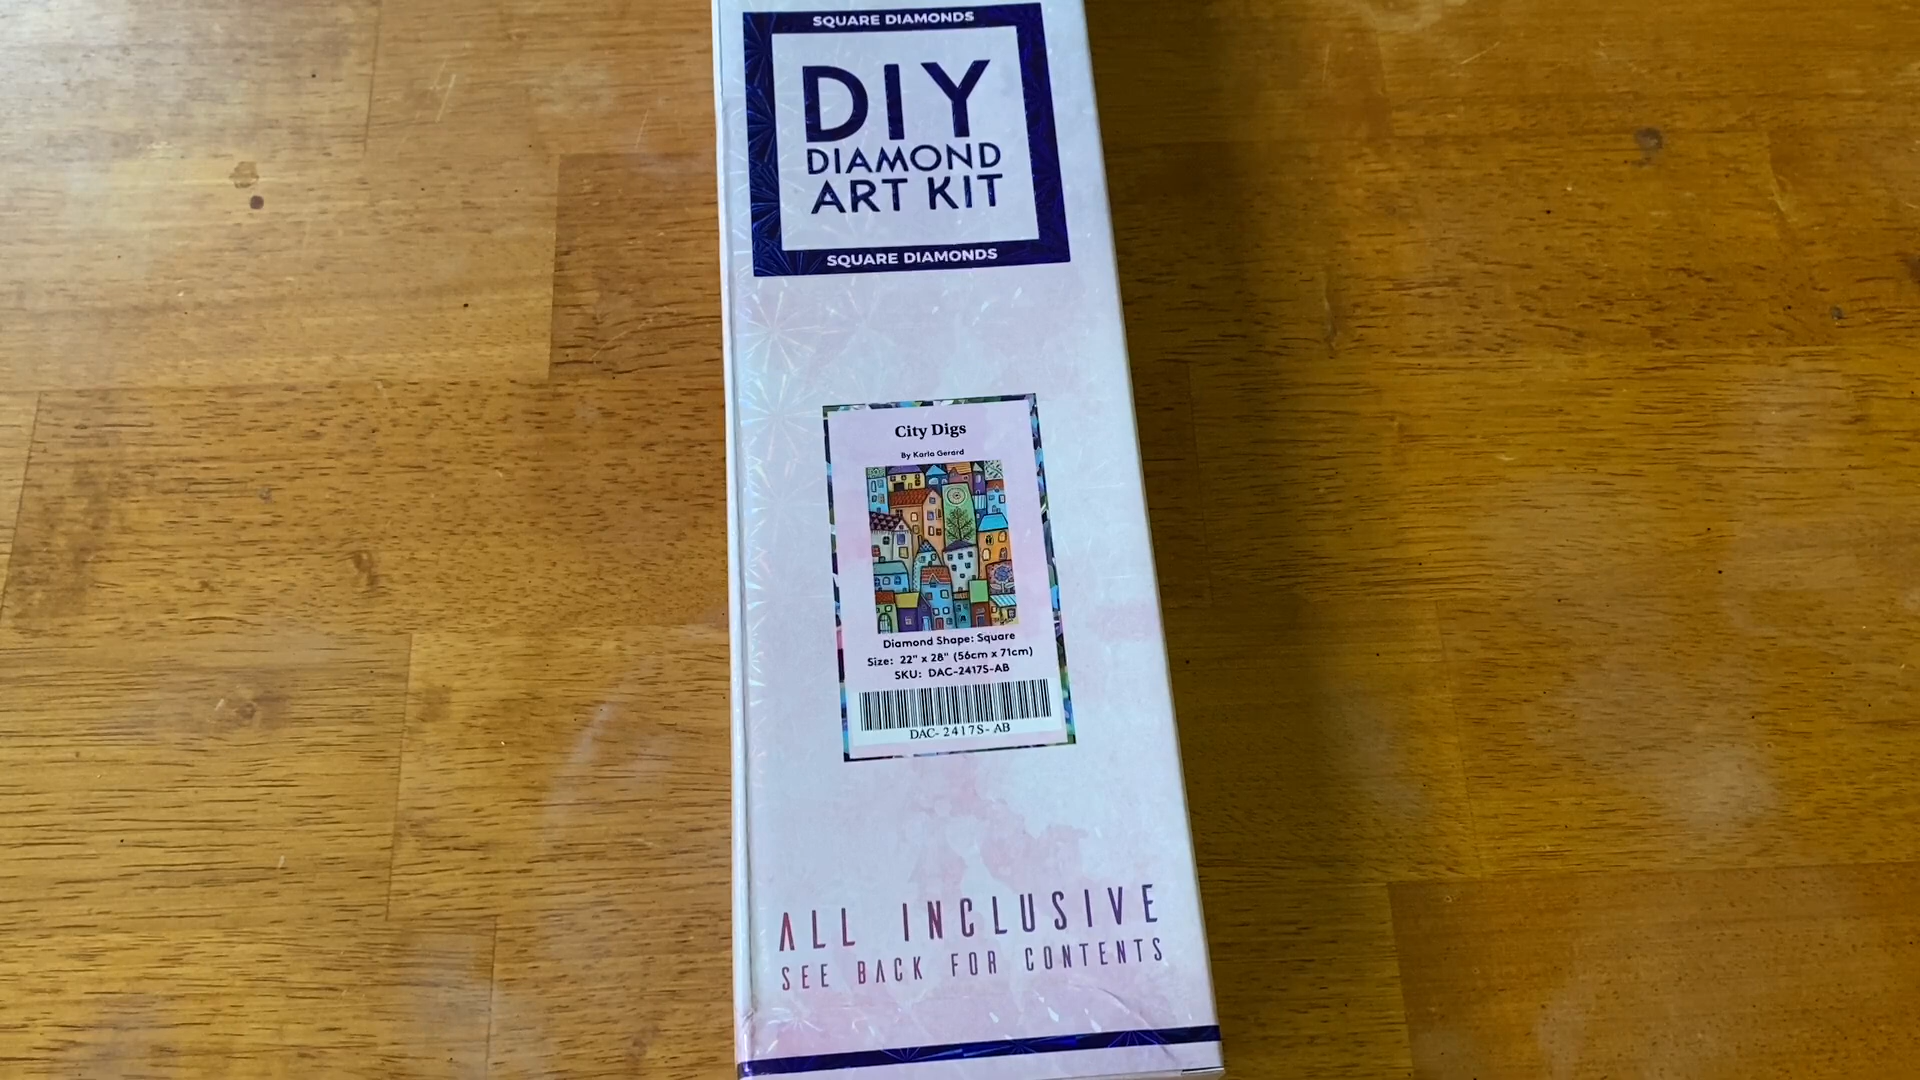 SQUARE DIAMONDS
DIY
DIAMOND
ART KIT
SQUARE DIAMONDS
City Digs
By Karla Gerard
Diamond Shape: Square
Size: 22" x 28" (56cm x 71cm)
SKU: DAC-2417S-AB
DAC- 2417S- AB
ALL INCLUSIVE
SEE BACK FOR CONTENTS